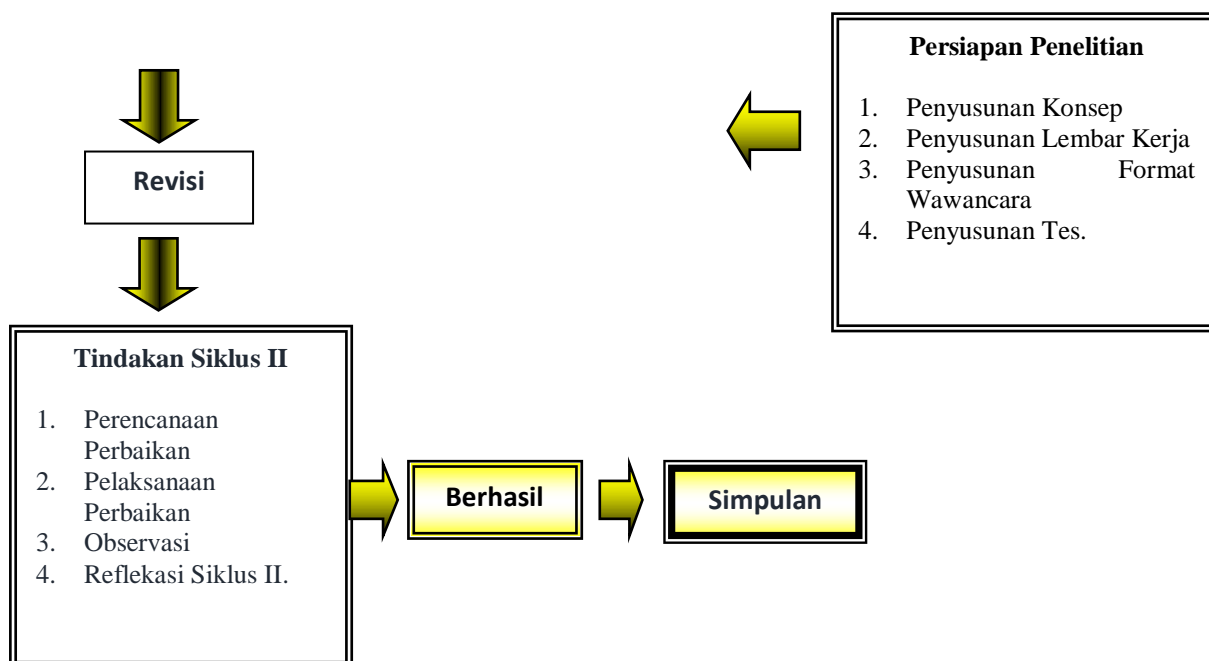 Persiapan Penelitian
1. Penyusunan Konsep
2. Penyusunan Lembar Kerja
3. Penyusunan Format
Wawancara
4. Penyusunan Tes.
Revisi
Tindakan Siklus II
1. Perencanaan
Perbaikan
2. Pelaksanaan
Perbaikan
3. Observasi
4. Reflekasi Siklus II.
Berhasil
Simpulan